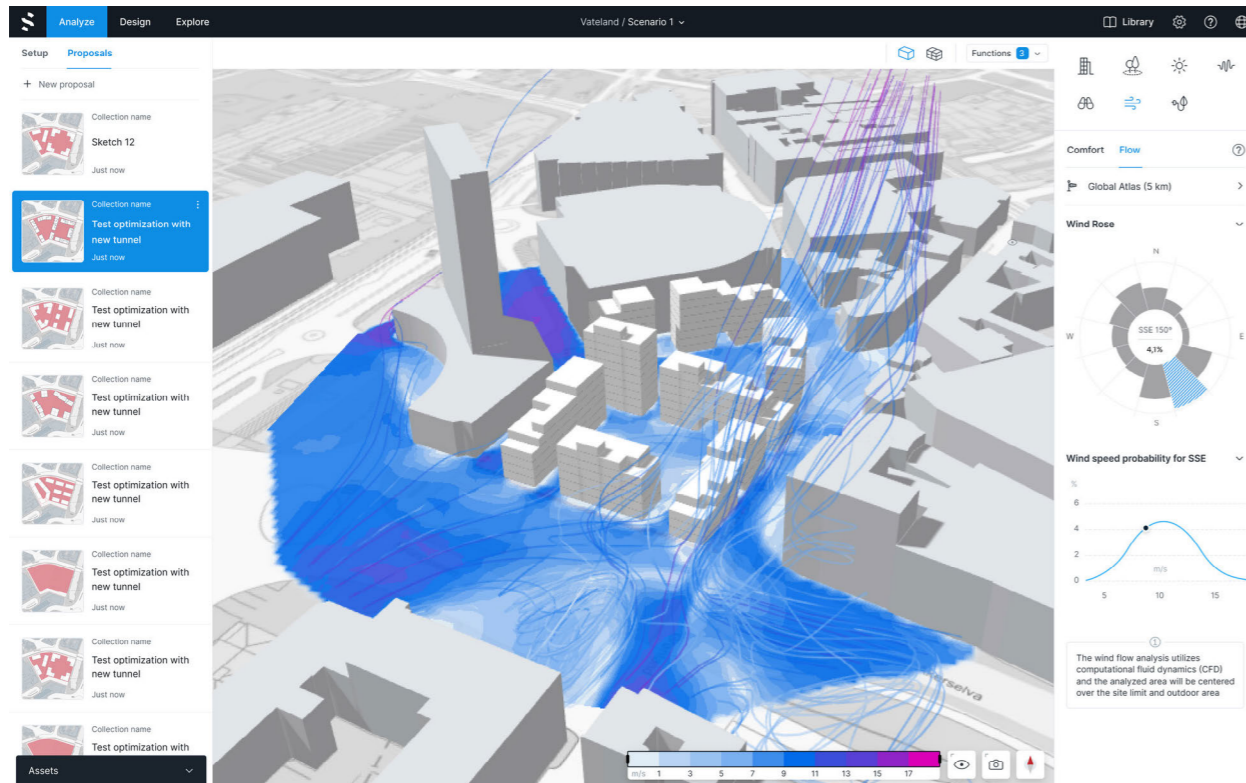 Analyze
Design
Explore
Vateland / Scenario 1
Library
Setup
Proposals
+ New proposal
Collection name
Sketch 12
Just now
Collection name
Test optimization with
new tunnel
Just now
Collection name
Test optimization with
new tunnel
Just now
Collection name
Test optimization with
new tunnel
Just now
Collection name
Test optimization with
new tunnel
Just now
Collection name
Test optimization with
new tunnel
Just now
Collection name
Test optimization with
new tunnel
Just now
Collection name
Test optimization with
Assets
Functions 3
erselva
m/s 1 3 5 7 9 11 13 15 17
Comfort
Flow
Global Atlas (5 km)
Wind Rose
N
W
SSE 150°
4,1%
E
S
Wind speed probability for SSE
%
6
4
2
0
m/s
5 10 15
The wind flow analysis utilizes
computational fluid dynamics (CFD)
and the analyzed area will be centered
over the site limit and outdoor area